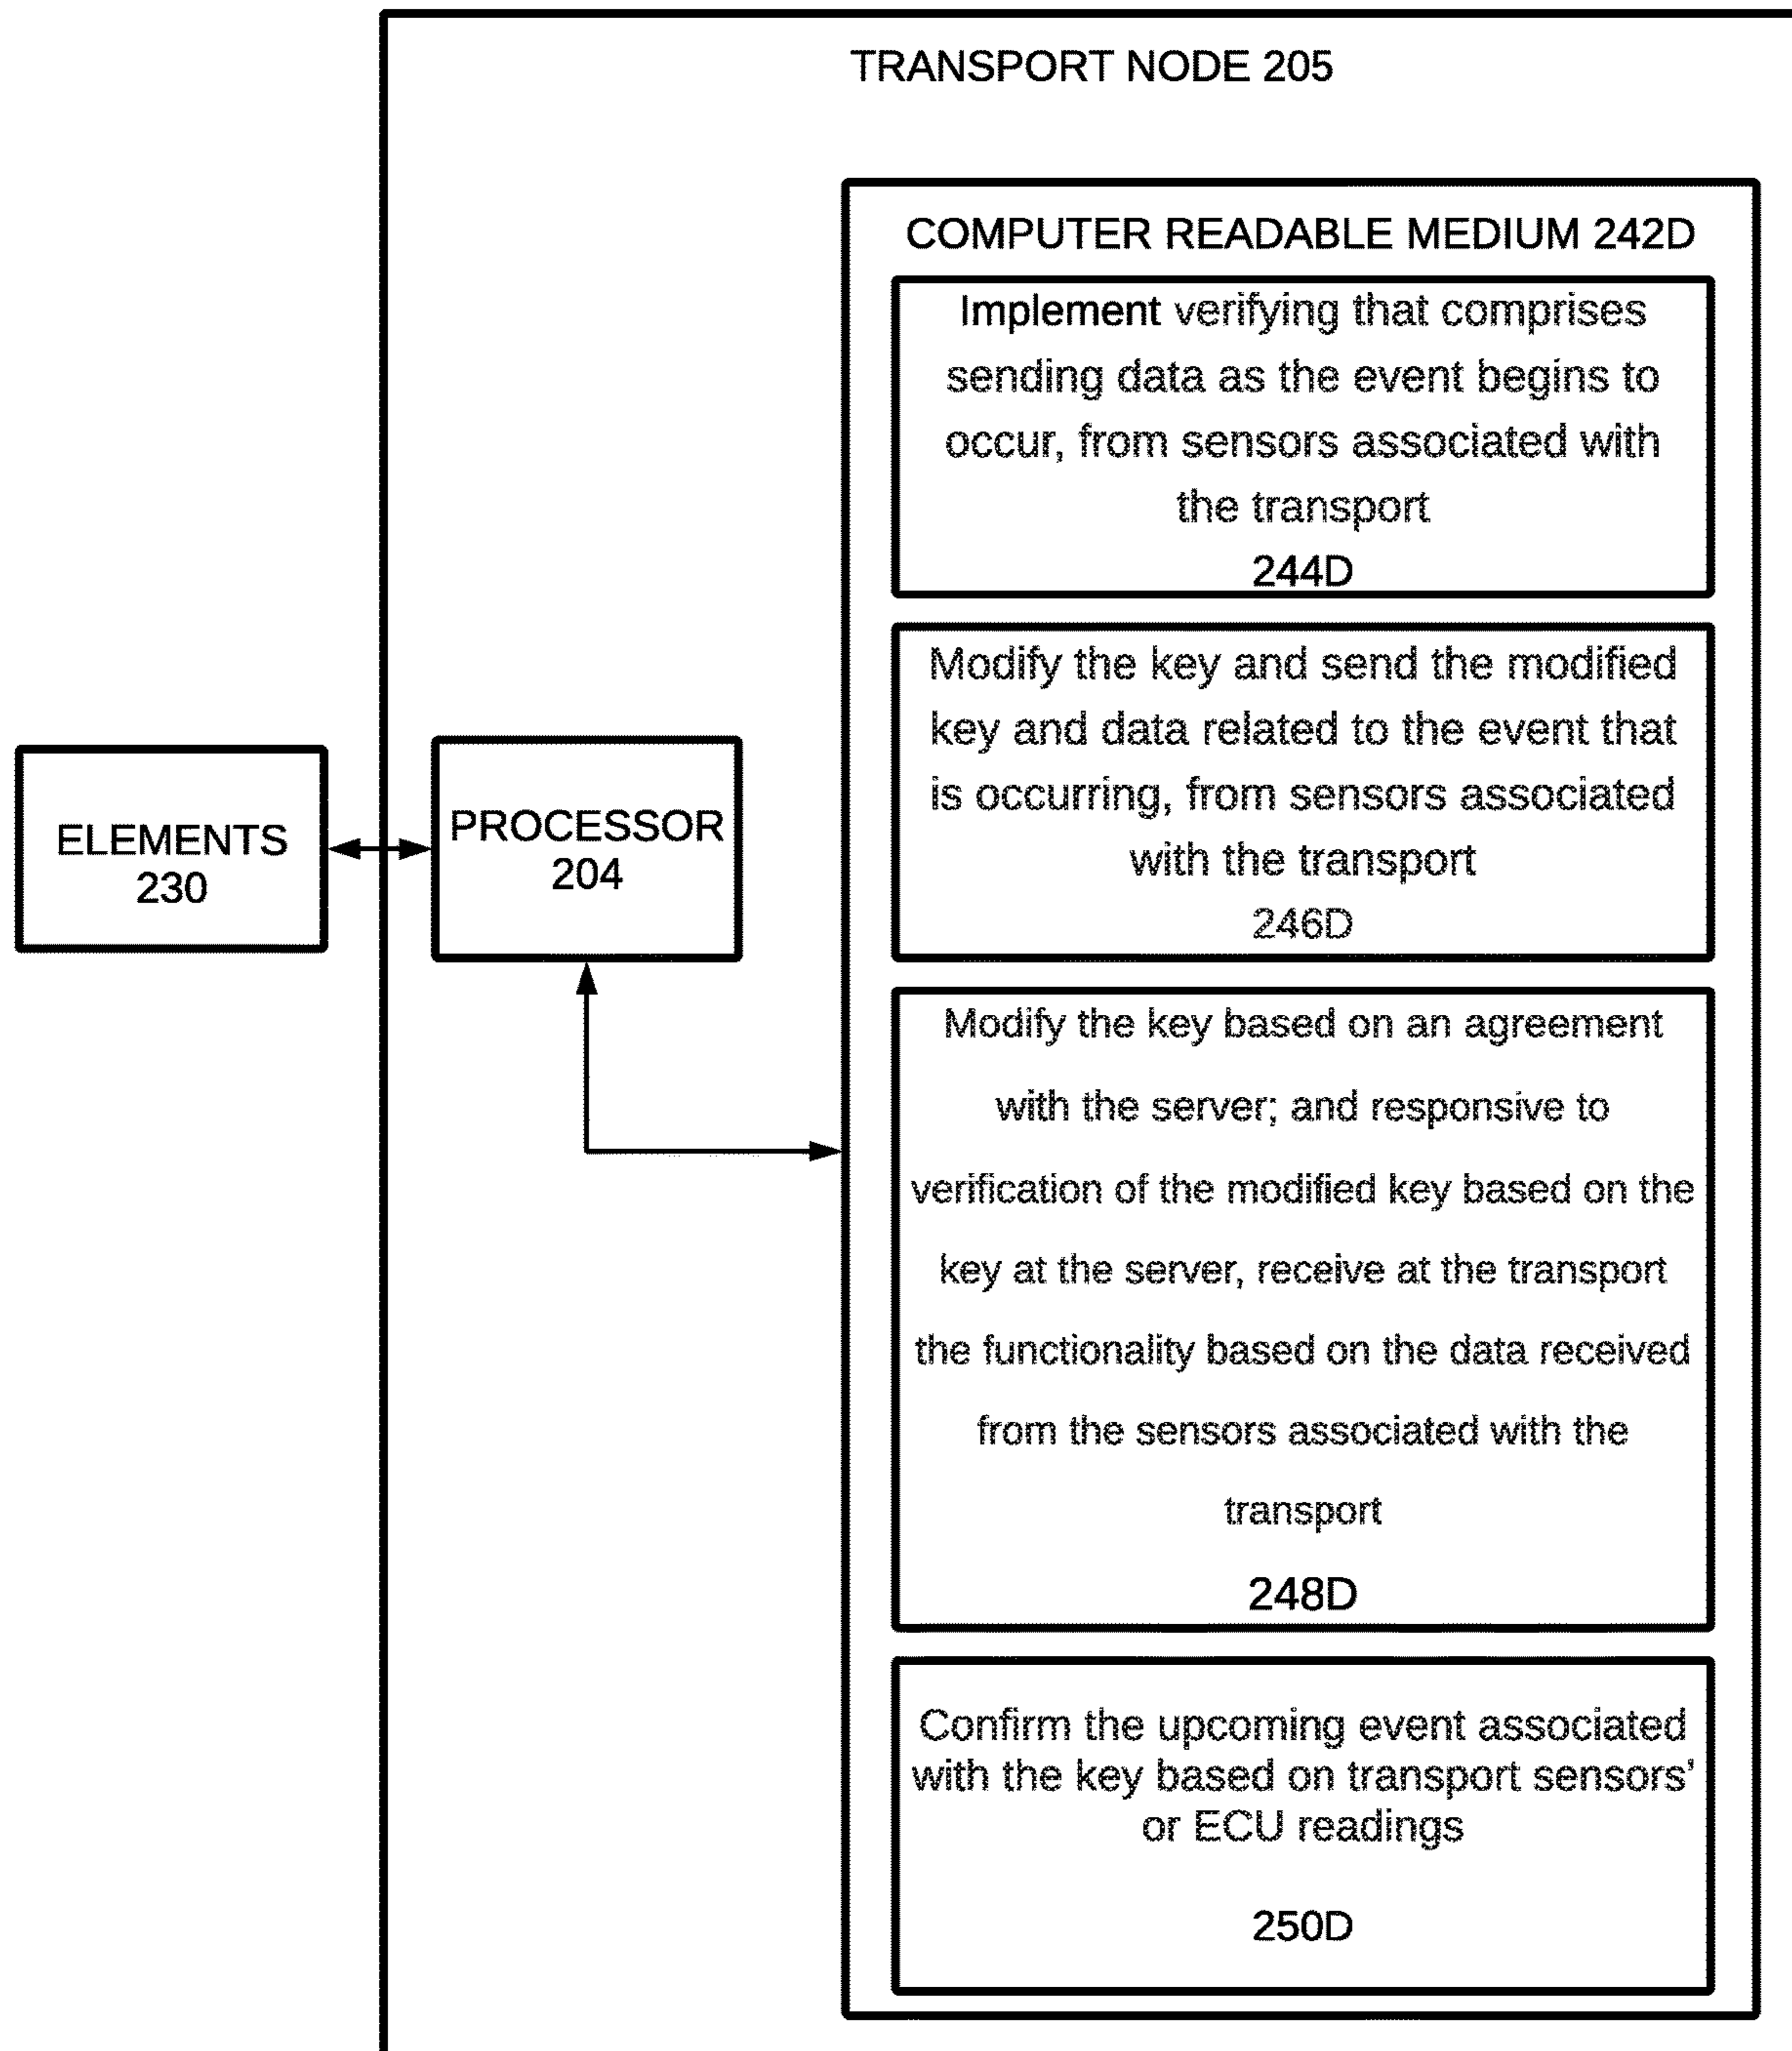 TRANSPORT NODE 205
COMPUTER READABLE MEDIUM 242D
Implement verifying that comprises
sending data as the event begins to
occur, from sensors associated with
the transport
244D
Modify the key and send the modified
key and data related to the event that
is occurring, from sensors associated
with the transport
246D
ELEMENTS
230
PROCESSOR
204
Modify the key based on an agreement
with the server; and responsive to
verification of the modified key based on the
key at the server, receive at the transport
the functionality based on the data received
from the sensors associated with the
transport
248D
Confirm the upcoming event associated
with the key based on transport sensors’
or ECU readings
250D